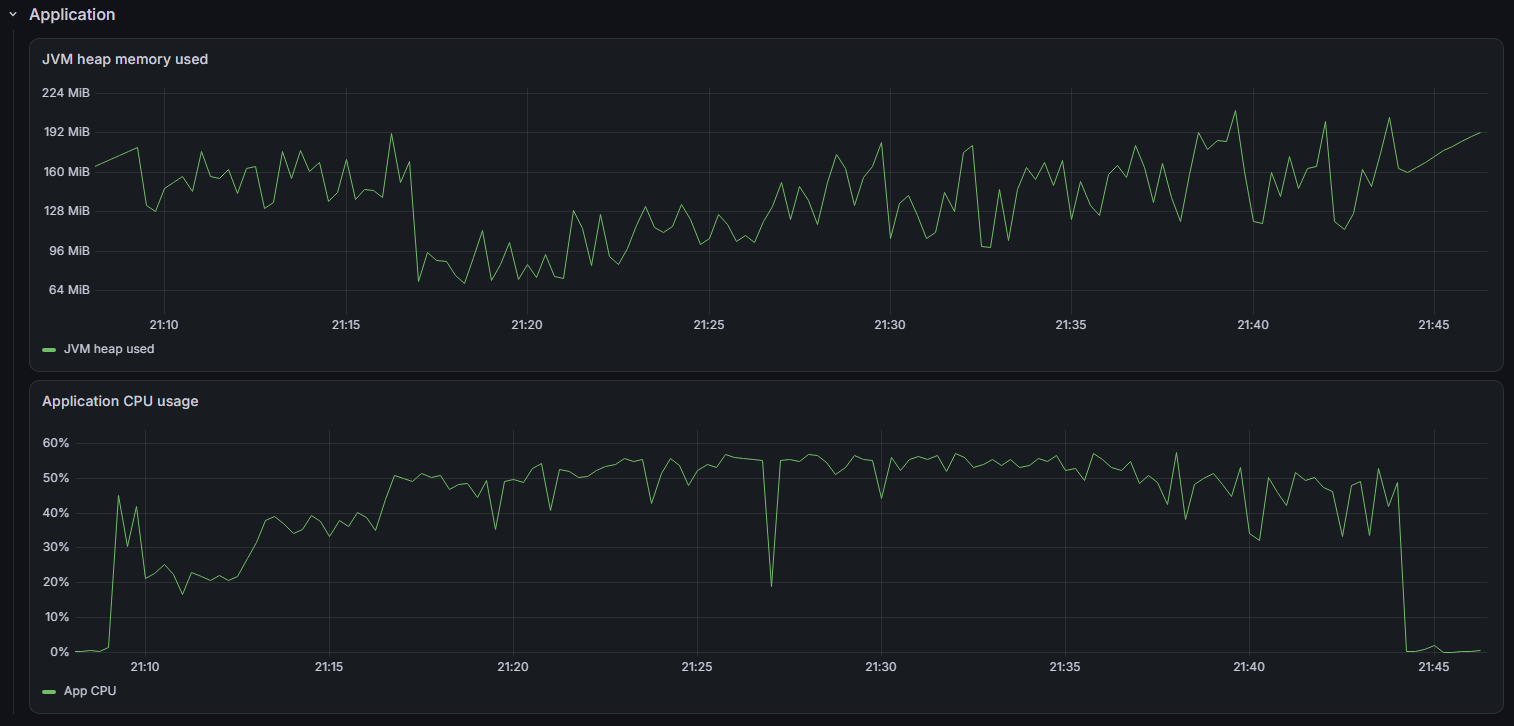 Application
JVM heap memory used
224 MiB
192 MiB
160 MiB
128 MiB
96 MiB
64 MiB
21:10 21:15 21:20 21:25 21:30 21:35 21:40 21:45
JVM heap used
Application CPU usage
60%
50%
40%
30%
20%
10%
0%
21:10 21:15 21:20 21:25 21:30 21:35 21:40 21:45
App CPU